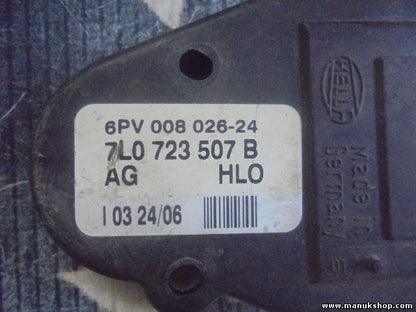 6PV 008 026-24
7L0 723 507 B
AG HLO
I 03 24/06
HELLA
Made in
Germany
www.manukshop.com